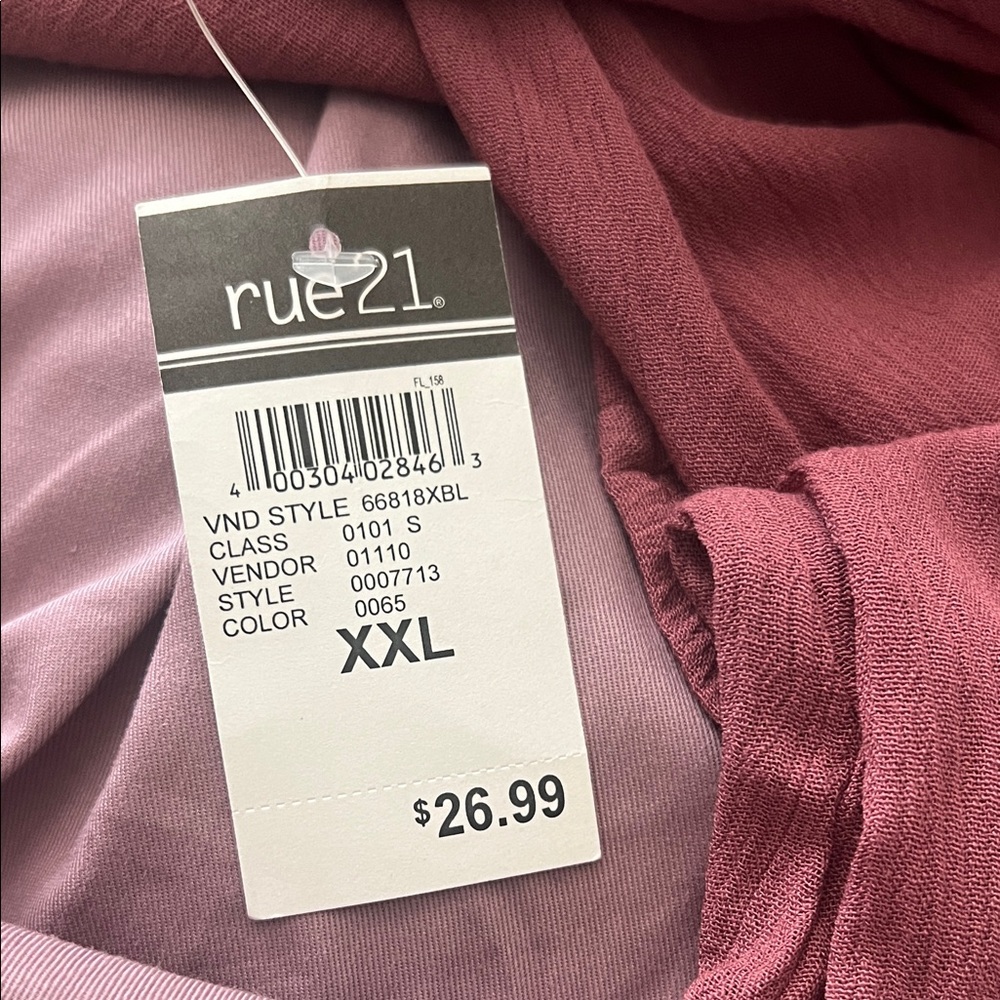 rue21®
FL_158
4 00304 02846 3
VND STYLE 66818XBL
CLASS 0101 S
VENDOR 01110
STYLE 0007713
COLOR 0065
XXL
$26.99